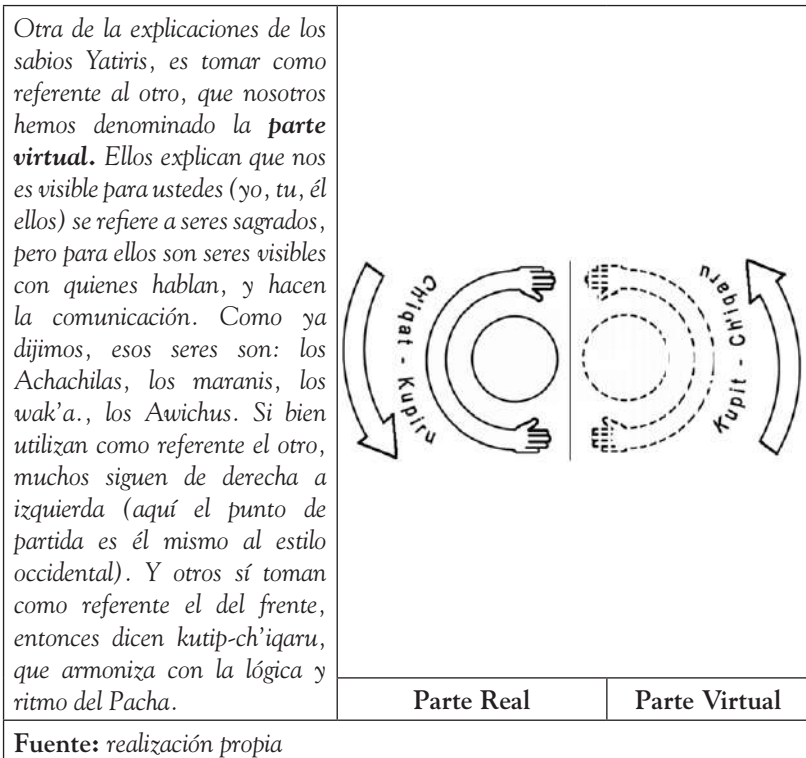 Otra de la explicaciones de los
sabios Yatiris, es tomar como
referente al otro, que nosotros
hemos denominado la parte
virtual. Ellos explican que nos
es visible para ustedes (yo, tu, él
ellos) se refiere a seres sagrados,
pero para ellos son seres visibles
con quienes hablan, y hacen
la comunicación. Como ya
dijimos, esos seres son: los
Achachilas, los maranis, los
wak'a., los Awichus. Si bien
utilizan como referente el otro,
muchos siguen de derecha a
izquierda (aquí el punto de
partida es él mismo al estilo
occidental). Y otros sí toman
como referente el del frente,
entonces dicen kutip-ch'iqaru,
que armoniza con la lógica y
ritmo del Pacha.
Ch'iqat - Kupiru
Kupit - Chiqaru
Parte Real
Parte Virtual
Fuente: realización propia